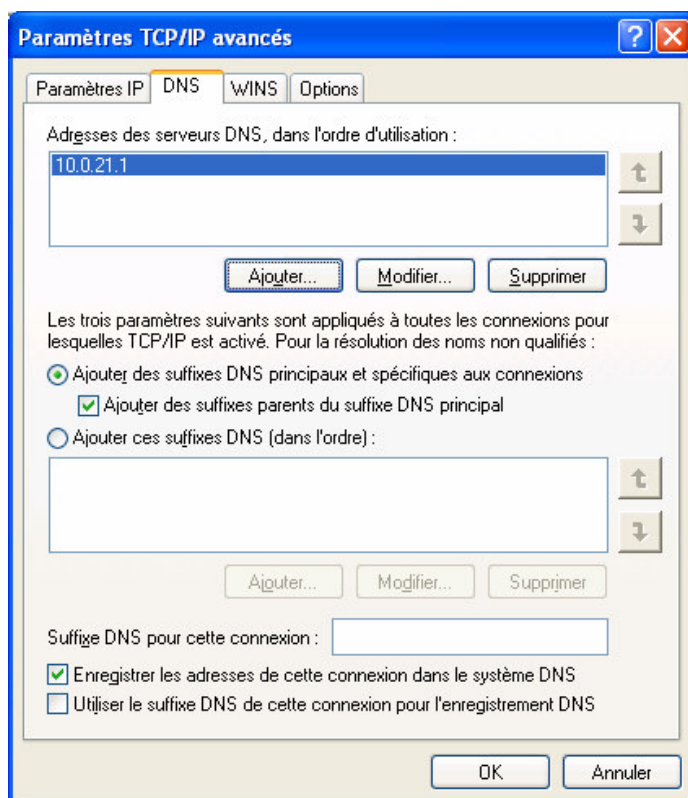 Paramètres TCP/IP avancés
Paramètres IP DNS WINS Options
Adresses des serveurs DNS, dans l'ordre d'utilisation :
10.0.21.1
Ajouter... Modifier... Supprimer
Les trois paramètres suivants sont appliqués à toutes les connexions pour
lesquelles TCP/IP est activé. Pour la résolution des noms non qualifiés :
Ajouter des suffixes DNS principaux et spécifiques aux connexions
Ajouter des suffixes parents du suffixe DNS principal
Ajouter ces suffixes DNS (dans l'ordre) :
Ajouter... Modifier... Supprimer
Suffixe DNS pour cette connexion :
Enregistrer les adresses de cette connexion dans le système DNS
Utiliser le suffixe DNS de cette connexion pour l'enregistrement DNS
OK Annuler